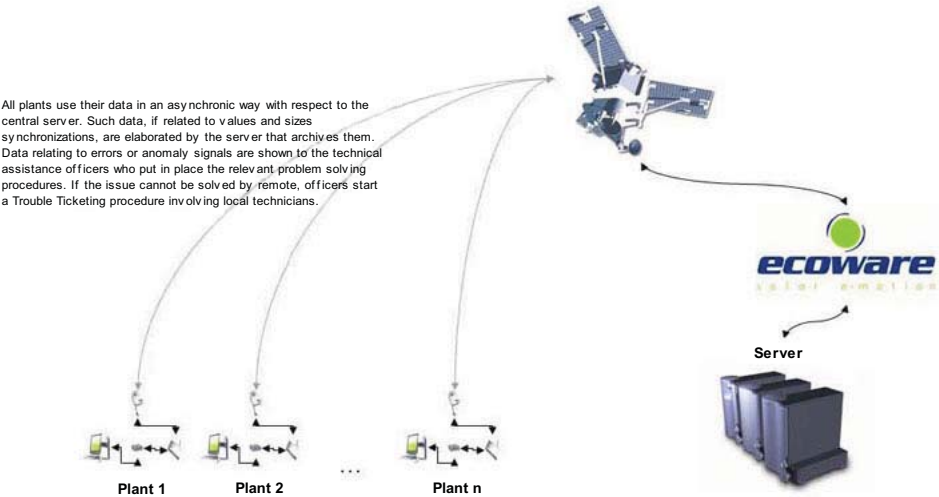 All plants use their data in an asynchronic way with respect to the
central server. Such data, if related to values and sizes
synchronizations, are elaborated by the server that archives them.
Data relating to errors or anomaly signals are shown to the technical
assistance officers who put in place the relevant problem solving
procedures. If the issue cannot be solved by remote, officers start
a Trouble Ticketing procedure involving local technicians.
ecoware
solar e-motion
Server
...
Plant 1 Plant 2 Plant n